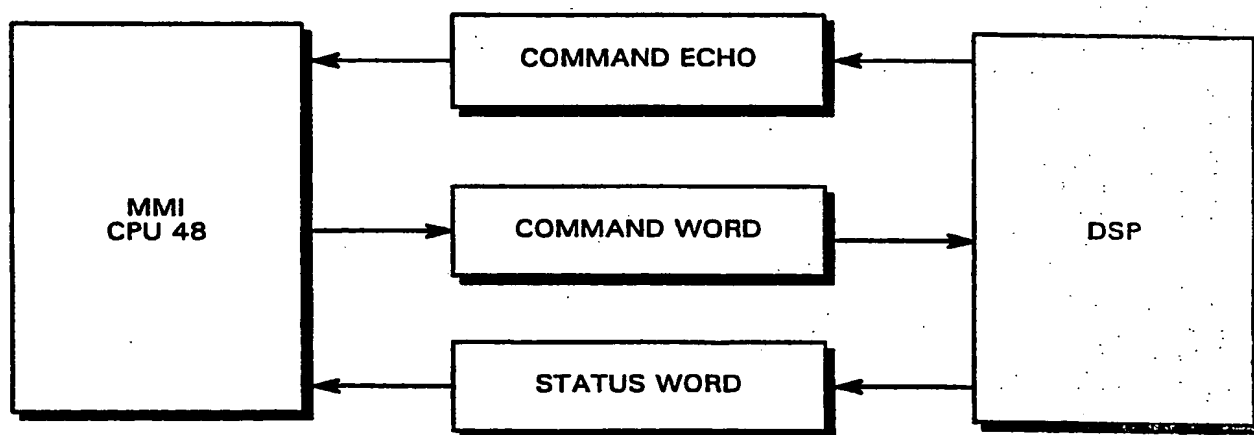 COMMAND ECHO
MMI
CPU 48
COMMAND WORD
DSP
STATUS WORD